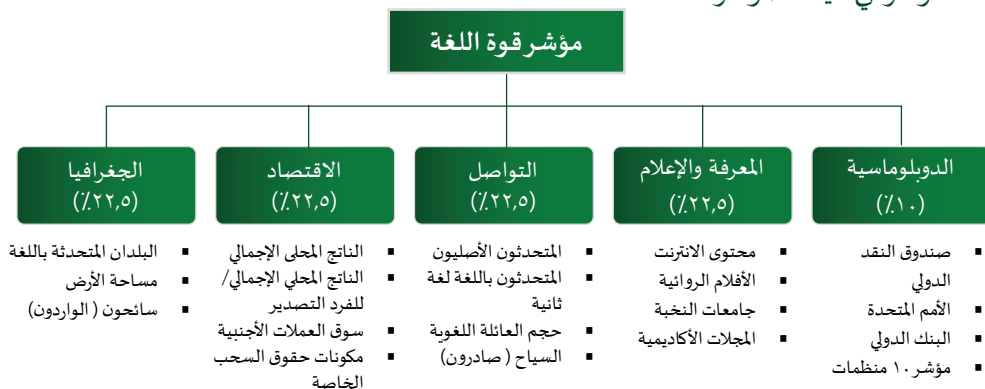 مؤشر قوة اللغة
الدوبلوماسية
(١٠٪)
صندوق النقد
الدولي
الأمم المتحدة
البنك الدولي
مؤشر ١٠ منظمات
المعرفة والإعلام
(٢٢,٥٪)
محتوى الانترنت
الأفلام الروائية
جامعات النخبة
المجلات الأكاديمية
التواصل
(٢٢,٥٪)
المتحدثون الأصليون
المتحدثون باللغة لغة
ثانية
حجم العائلة اللغوية
السياح (صادرون)
الاقتصاد
(٢٢,٥٪)
الناتج المحلى الإجمالي
الناتج المحلى الإجمالي/
للفرد التصدير
سوق العملات الأجنبية
مكونات حقوق السحب
الخاصة
الجغرافيا
(٢٢,٥٪)
البلدان المتحدثة باللغة
مساحة الأرض
سائحون (الواردون)